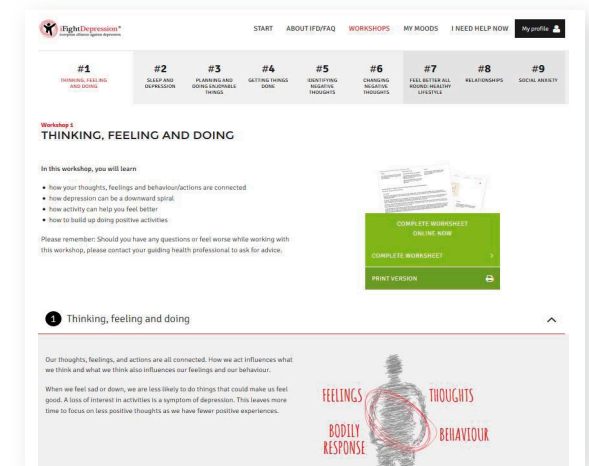 iFightDepression®
european alliance against depression
START ABOUT IFD/FAQ WORKSHOPS MY MOODS I NEED HELP NOW My profile
#1
THINKING, FEELING
AND DOING
#2
SLEEP AND
DEPRESSION
#3
PLANNING AND
DOING ENJOYABLE
THINGS
#4
GETTING THINGS
DONE
#5
IDENTIFYING
NEGATIVE
THOUGHTS
#6
CHANGING
NEGATIVE
THOUGHTS
#7
FEEL BETTER ALL
ROUND: HEALTHY
LIFESTYLE
#8
RELATIONSHIPS
#9
SOCIAL ANXIETY
Workshop 1
THINKING, FEELING AND DOING
In this workshop, you will learn
• how your thoughts, feelings and behaviour/actions are connected
• how depression can be a downward spiral
• how activity can help you feel better
• how to build up doing positive activities
Please remember: Should you have any questions or feel worse while working with
this workshop, please contact your guiding health professional to ask for advice.
COMPLETE WORKSHEET
ONLINE NOW
COMPLETE WORKSHEET
PRINT VERSION
1 Thinking, feeling and doing
Our thoughts, feelings, and actions are all connected. How we act influences what
we think and what we think also influences our feelings and our behaviour.
When we feel sad or down, we are less likely to do things that could make us feel
good. A loss of interest in activities is a symptom of depression. This leaves more
time to focus on less positive thoughts as we have fewer positive experiences.
FEELINGS
THOUGHTS
BODILY
RESPONSE
BEHAVIOUR